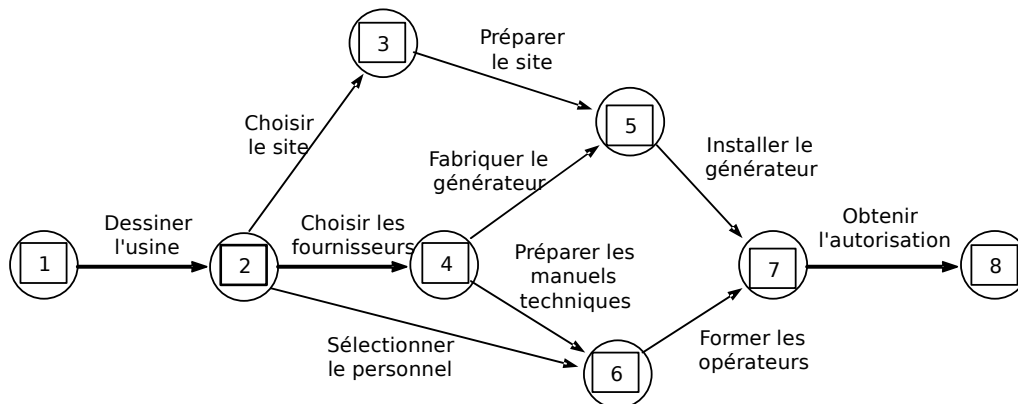 3
Préparer
le site
Choisir
le site
5
Fabriquer le
générateur
Installer le
générateur
Dessiner
l'usine
Choisir les
fournisseurs
Préparer les
manuels
techniques
Obtenir
l'autorisation
1
2
4
7
8
Sélectionner
le personnel
Former les
opérateurs
6